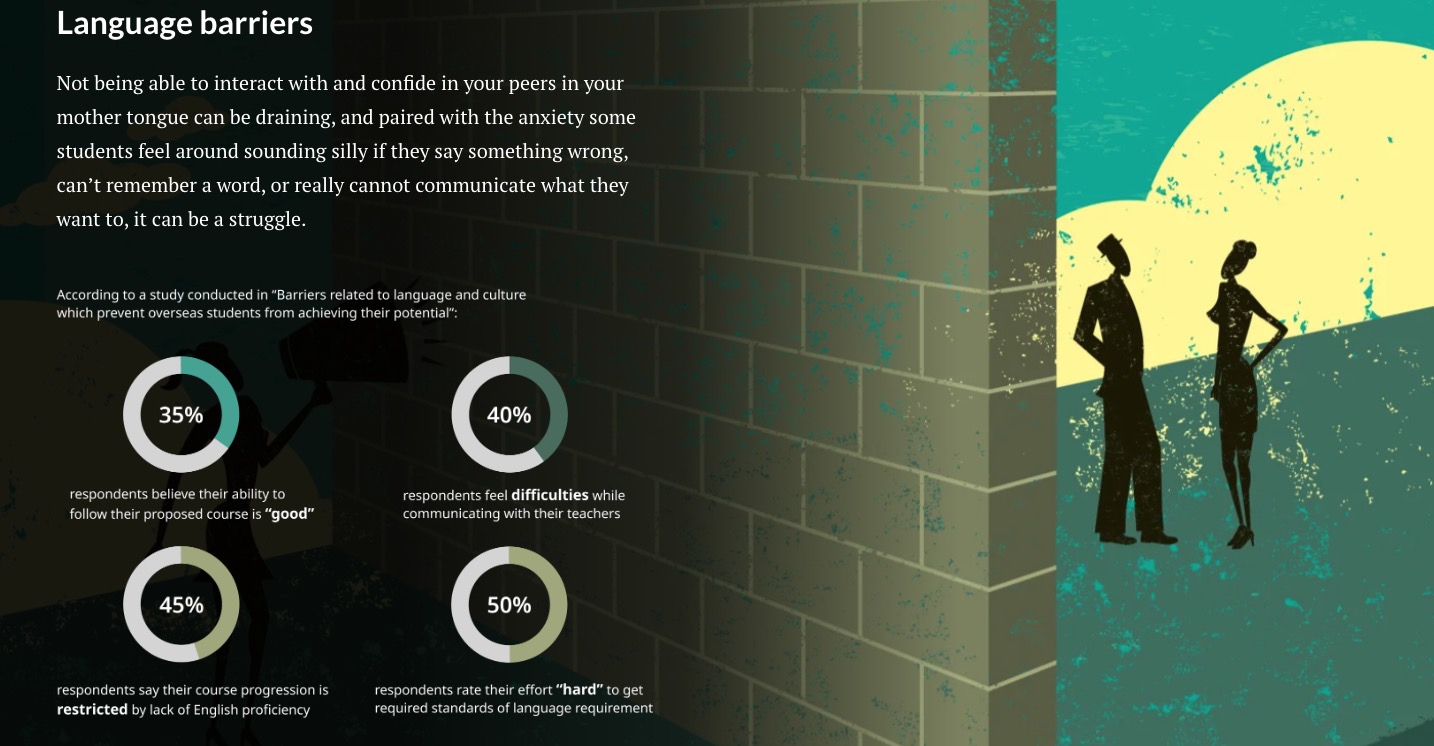 Language barriers
Not being able to interact with and confide in your peers in your
mother tongue can be draining, and paired with the anxiety some
students feel around sounding silly if they say something wrong,
can’t remember a word, or really cannot communicate what they
want to, it can be a struggle.
According to a study conducted in “Barriers related to language and culture
which prevent overseas students from achieving their potential”:
35%
respondents believe their ability to
follow their proposed course is “good”
40%
respondents feel difficulties while
communicating with their teachers
45%
respondents say their course progression is
restricted by lack of English proficiency
50%
respondents rate their effort “hard” to get
required standards of language requirement